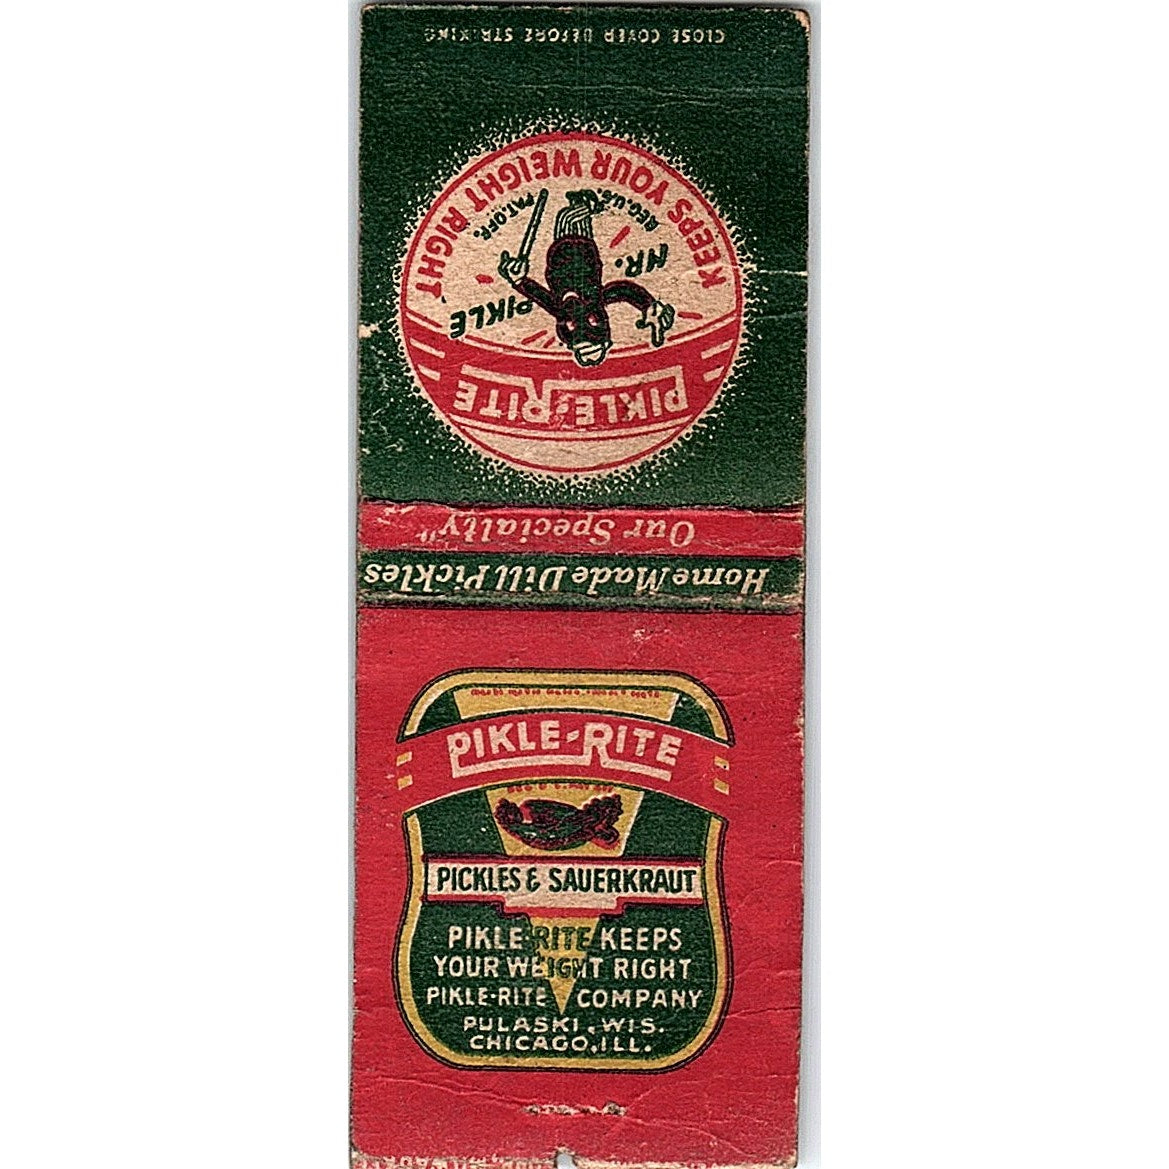 CLOSE COVER BEFORE STRIKING
KEEPS YOUR WEIGHT RIGHT
REG. U.S.
PAT. OFF.
MR. PIKLE
PIKLE-RITE
Our Specialty"
Home Made Dill Pickles
PIKLE-RITE
PICKLES & SAUERKRAUT
PIKLE-RITE KEEPS
YOUR WEIGHT RIGHT
PIKLE-RITE COMPANY
PULASKI, WIS.
CHICAGO, ILL.